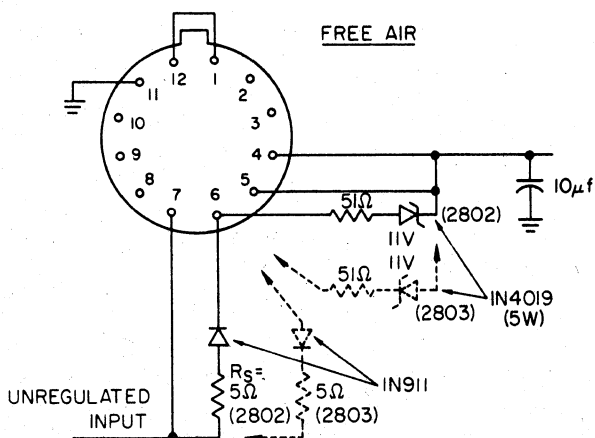 FREE AIR
12
1
2
11
3
10
4
9
5
8
7
6
10μf
51Ω
(2802)
11V
11V
51Ω
(2803)
IN4019
(5W)
RS=
5Ω
(2802)
5Ω
(2803)
IN911
UNREGULATED
INPUT